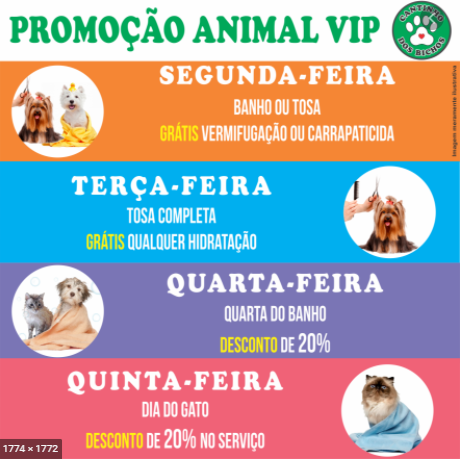 PROMOÇÃO ANIMAL VIP
CANTINHO
DOS BICHOS
SEGUNDA-FEIRA
BANHO OU TOSA
GRÁTIS VERMIFUGAÇÃO OU CARRAPATICIDA
Imagem meramente ilustrativa
TERÇA-FEIRA
TOSA COMPLETA
GRÁTIS QUALQUER HIDRATAÇÃO
QUARTA-FEIRA
QUARTA DO BANHO
DESCONTO DE 20%
QUINTA-FEIRA
DIA DO GATO
DESCONTO DE 20% NO SERVIÇO
1774 × 1772